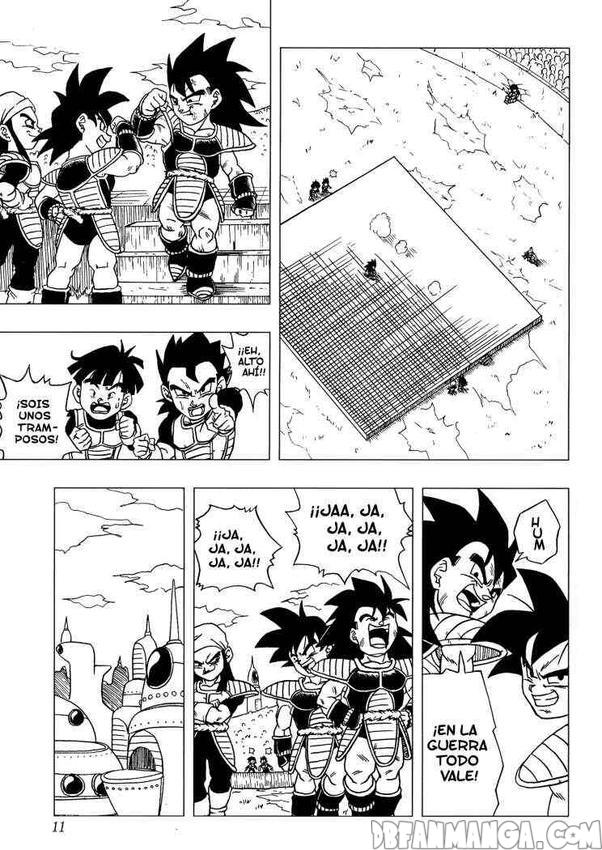 ¡¡EH,
ALTO
AHÍ!!
¡SOIS
UNOS
TRAM-
POSOS!
HUM
¡EN LA
GUERRA
TODO
VALE!
¡¡JAA, JA,
JA, JA,
JA, JA!!
¡¡JA,
JA, JA,
JA, JA!!
11
DBFANMANGA.COM